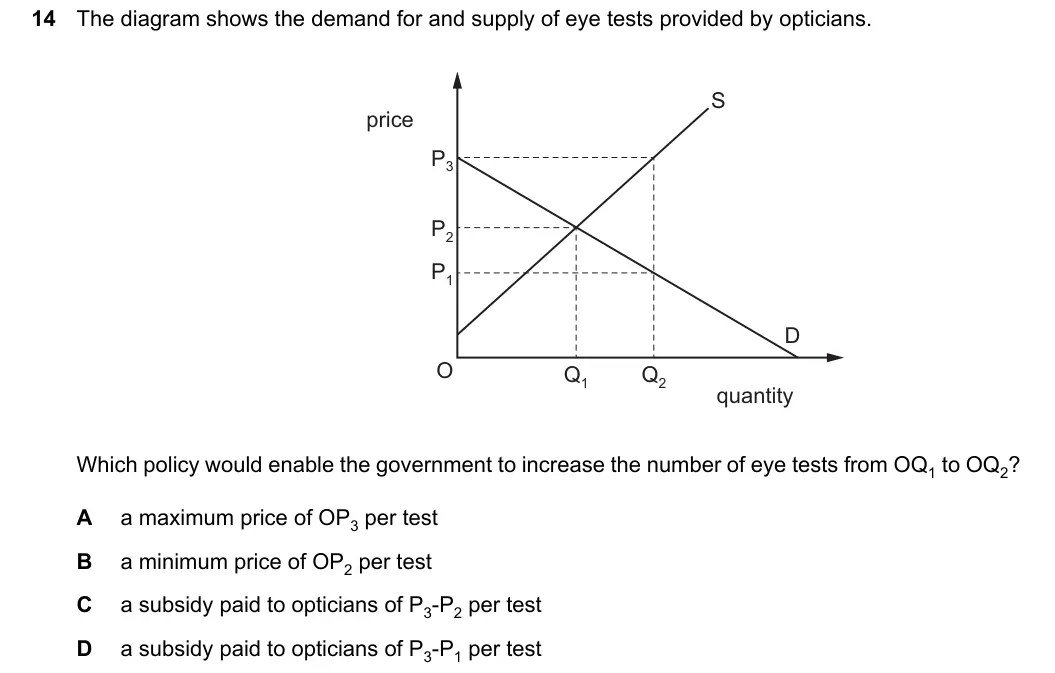 14 The diagram shows the demand for and supply of eye tests provided by opticians.
price
S
P3
P2
P1
D
O
Q1
Q2
quantity
Which policy would enable the government to increase the number of eye tests from OQ1 to OQ2?
A a maximum price of OP3 per test
B a minimum price of OP2 per test
C a subsidy paid to opticians of P3-P2 per test
D a subsidy paid to opticians of P3-P1 per test